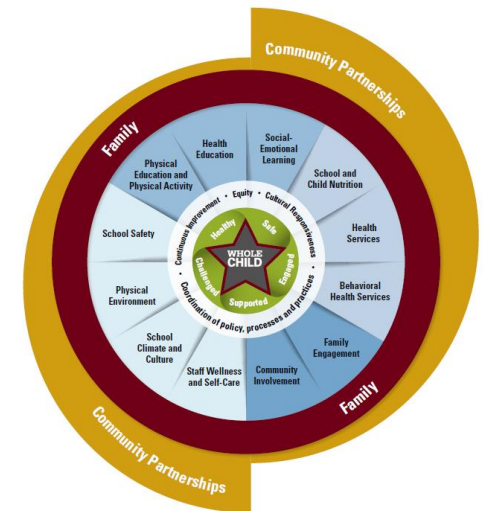 Community Partnerships
Family
Health
Education
Social-
Emotional
Learning
Physical
Education and
Physical Activity
School and
Child Nutrition
School Safety
Health
Services
Physical
Environment
Behavioral
Health Services
School
Climate and
Culture
Family
Engagement
Staff Wellness
and Self-Care
Community
Involvement
• Continuous Improvement • Equity • Cultural Responsiveness •
Coordination of policy, processes and practices
Healthy
Safe
Engaged
Supported
Challenged
WHOLE
CHILD
Family
Community Partnerships